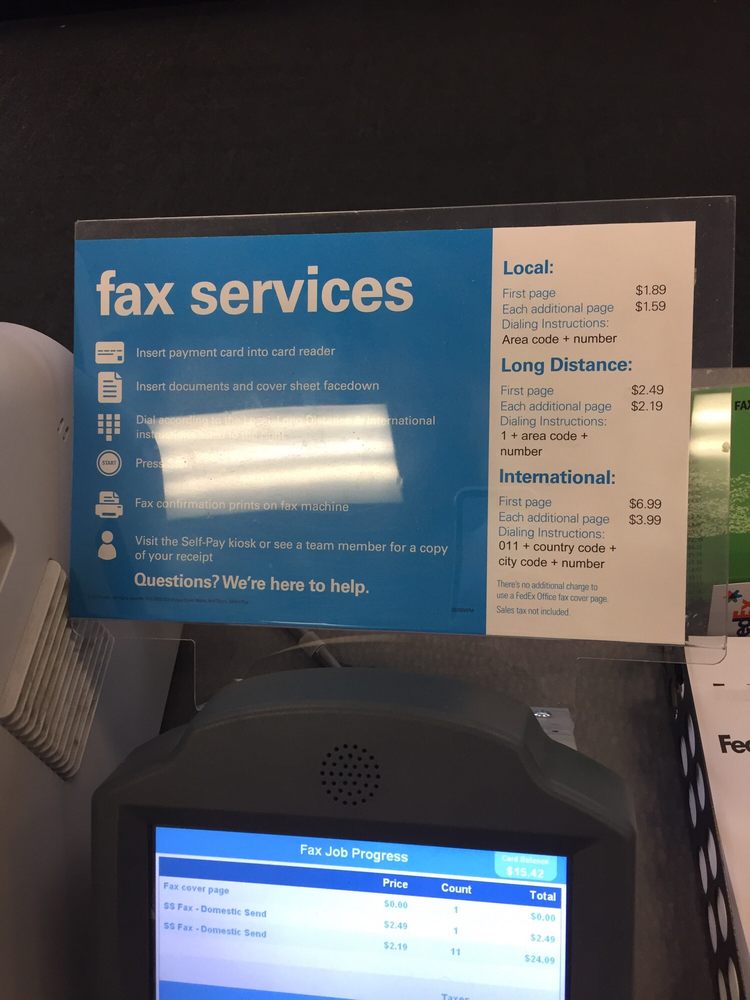 fax services
Insert payment card into card reader
Insert documents and cover sheet facedown
Dial according to International
Press
START
Fax confirmation prints on fax machine
Visit the Self-Pay kiosk or see a team member for a copy
of your receipt
Questions? We're here to help.
Local:
First page $1.89
Each additional page $1.59
Dialing Instructions:
Area code + number
Long Distance:
First page $2.49
Each additional page $2.19
Dialing Instructions:
1 + area code +
number
International:
First page $6.99
Each additional page $3.99
Dialing Instructions:
011 + country code +
city code + number
There's no additional charge to
use a FedEx Office fax cover page.
Sales tax not included.
FAX
Fed
Fax Job Progress
Card Balance
$15.42
Price Count Total
Fax cover page $0.00 1 $0.00
SS Fax - Domestic Send $2.49 1 $2.49
SS Fax - Domestic Send $2.19 11 $24.09
Taxes